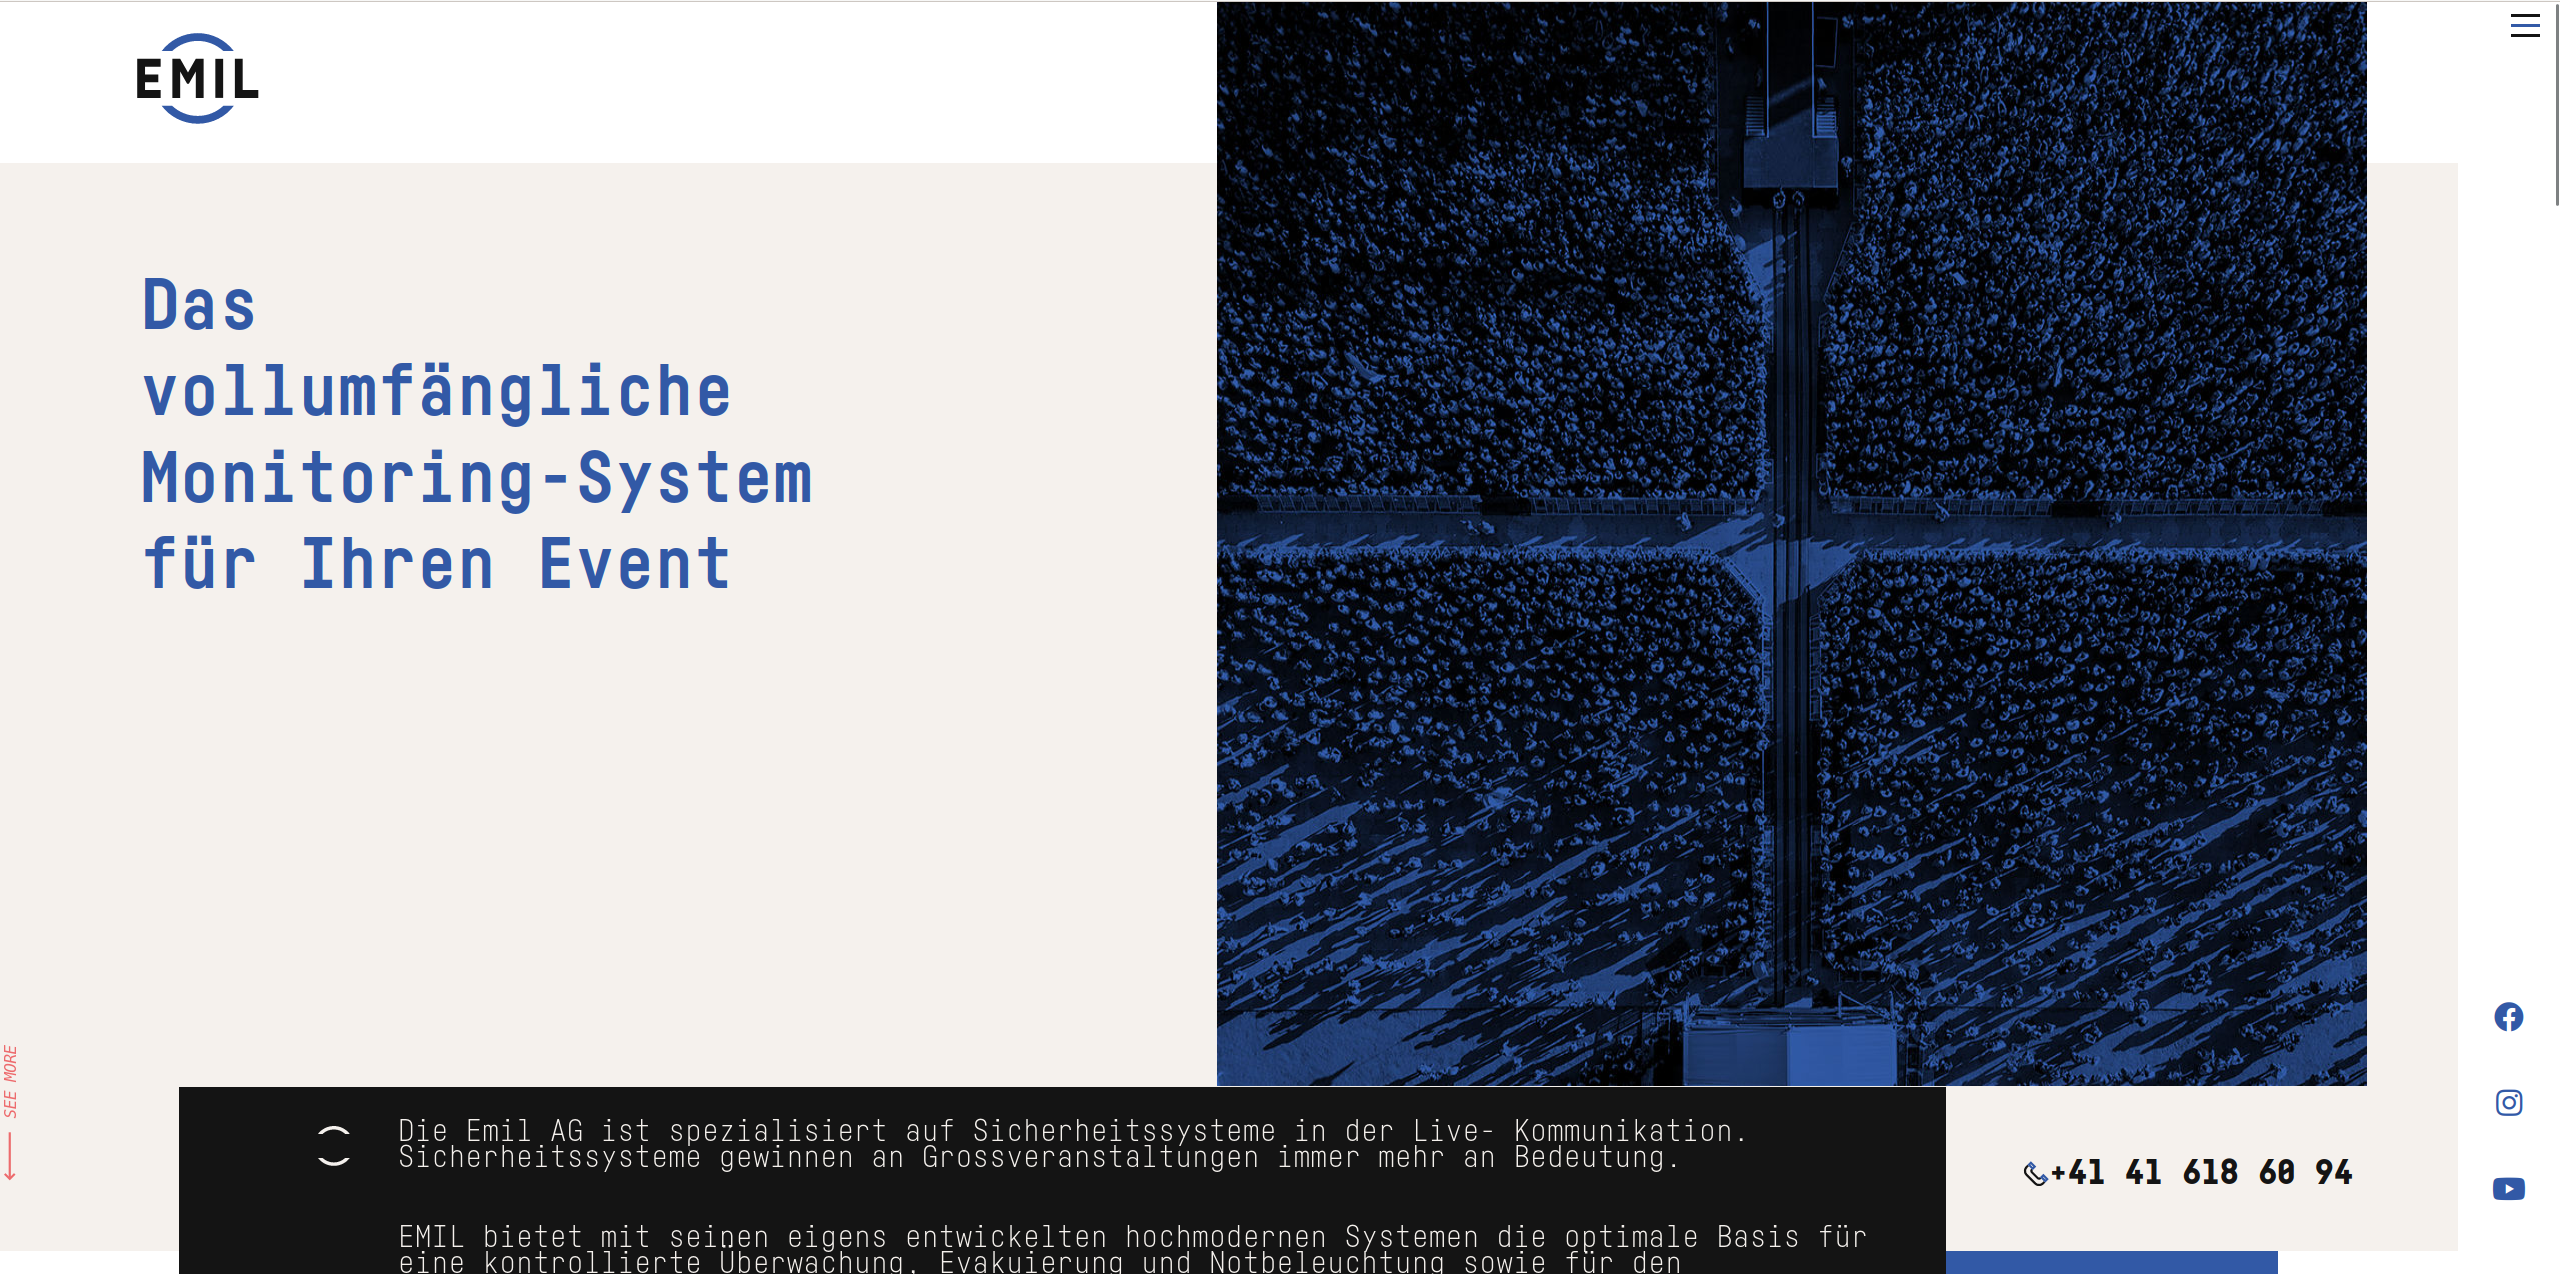 EMIL
Das
vollumfängliche
Monitoring-System
für Ihren Event
SEE MORE
Die Emil AG ist spezialisiert auf Sicherheitssysteme in der Live- Kommunikation.
Sicherheitssysteme gewinnen an Grossveranstaltungen immer mehr an Bedeutung.
+41 41 618 60 94
EMIL bietet mit seinen eigens entwickelten hochmodernen Systemen die optimale Basis für
eine kontrollierte Überwachung, Evakuierung und Notbeleuchtung sowie für den